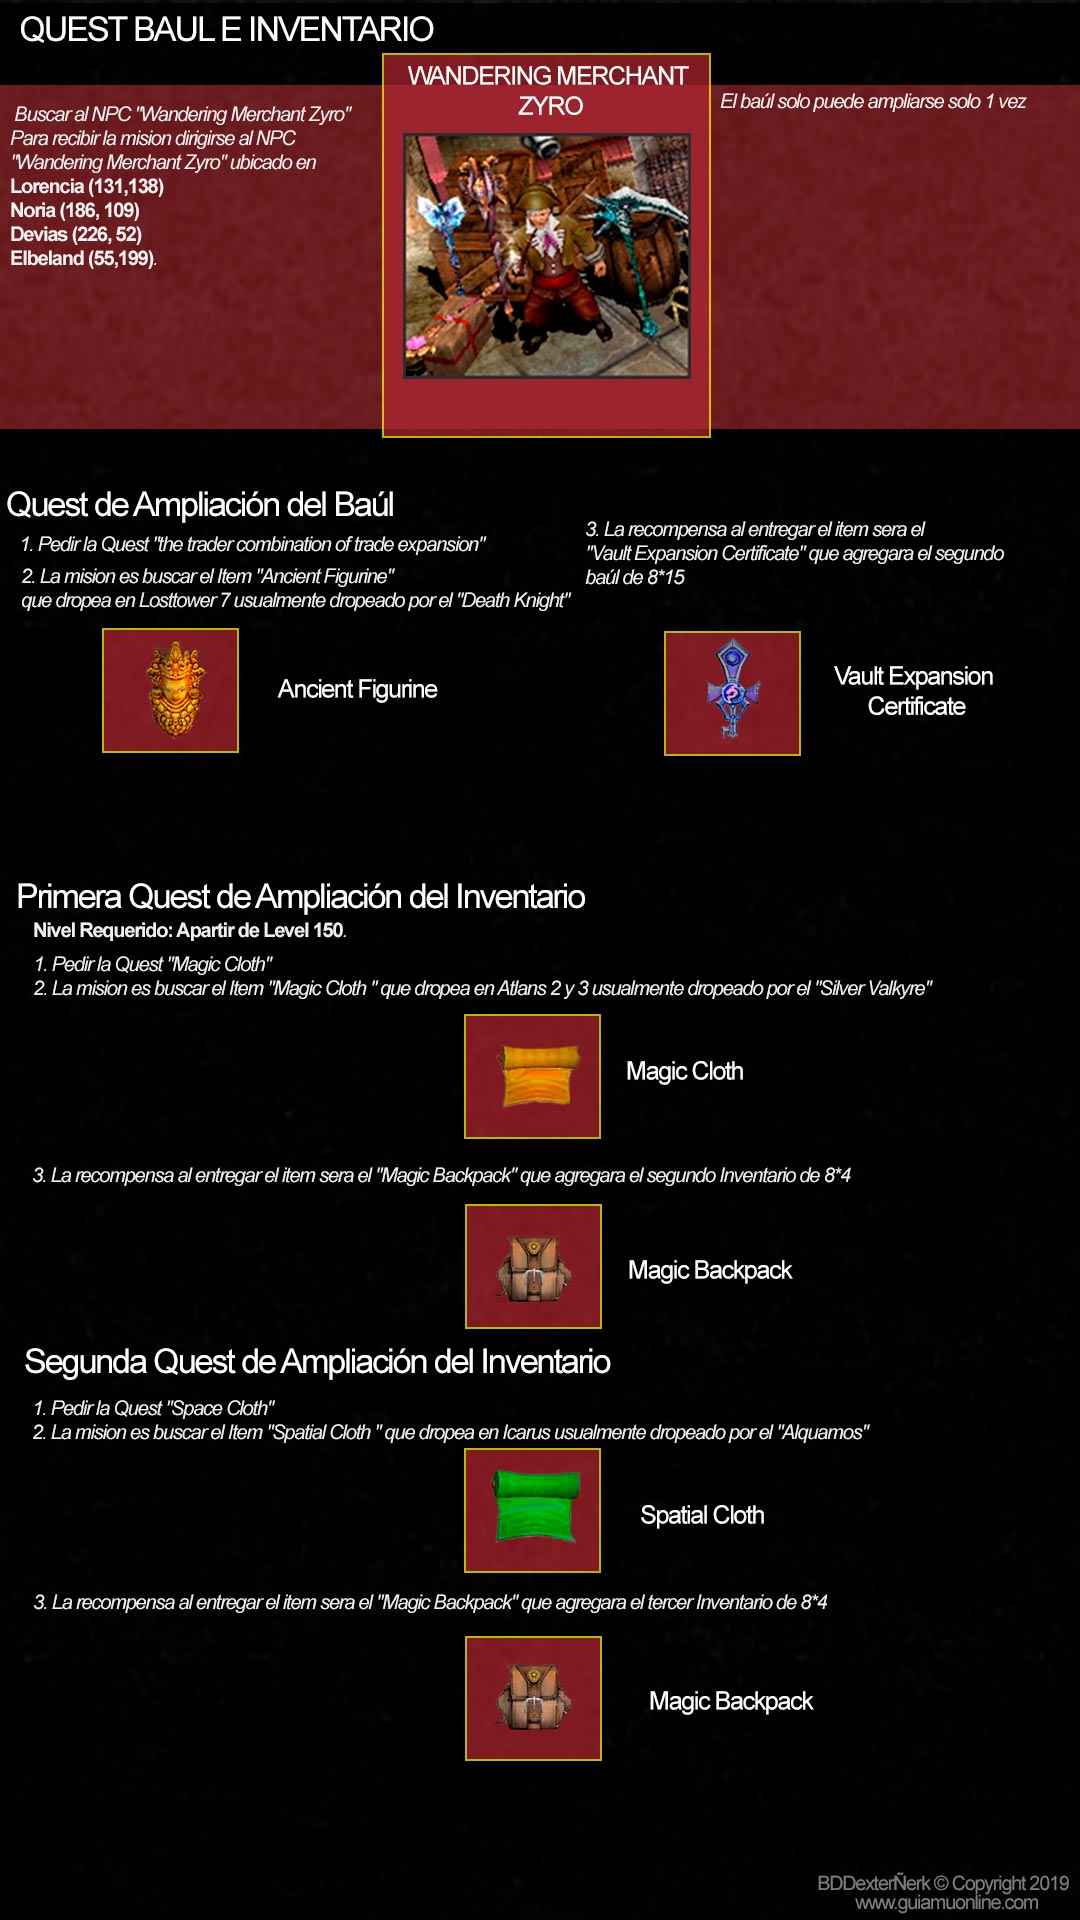 QUEST BAUL E INVENTARIO
WANDERING MERCHANT
ZYRO
Buscar al NPC "Wandering Merchant Zyro"
Para recibir la mision dirigirse al NPC
"Wandering Merchant Zyro" ubicado en
Lorencia (131,138)
Noria (186, 109)
Devias (226, 52)
Elbeland (55,199).
El baúl solo puede ampliarse solo 1 vez
Quest de Ampliación del Baúl
1. Pedir la Quest "the trader combination of trade expansion"
2. La mision es buscar el Item "Ancient Figurine"
que dropea en Losttower 7 usualmente dropeado por el "Death Knight"
3. La recompensa al entregar el item sera el
"Vault Expansion Certificate" que agregara el segundo
baúl de 8*15
Ancient Figurine
Vault Expansion
Certificate
Primera Quest de Ampliación del Inventario
Nivel Requerido: Apartir de Level 150.
1. Pedir la Quest "Magic Cloth"
2. La mision es buscar el Item "Magic Cloth " que dropea en Atlans 2 y 3 usualmente dropeado por el "Silver Valkyre"
Magic Cloth
3. La recompensa al entregar el item sera el "Magic Backpack" que agregara el segundo Inventario de 8*4
Magic Backpack
Segunda Quest de Ampliación del Inventario
1. Pedir la Quest "Space Cloth"
2. La mision es buscar el Item "Spatial Cloth " que dropea en Icarus usualmente dropeado por el "Alquamos"
Spatial Cloth
3. La recompensa al entregar el item sera el "Magic Backpack" que agregara el tercer Inventario de 8*4
Magic Backpack
BDDexterÑerk © Copyright 2019
www.guiamuonline.com